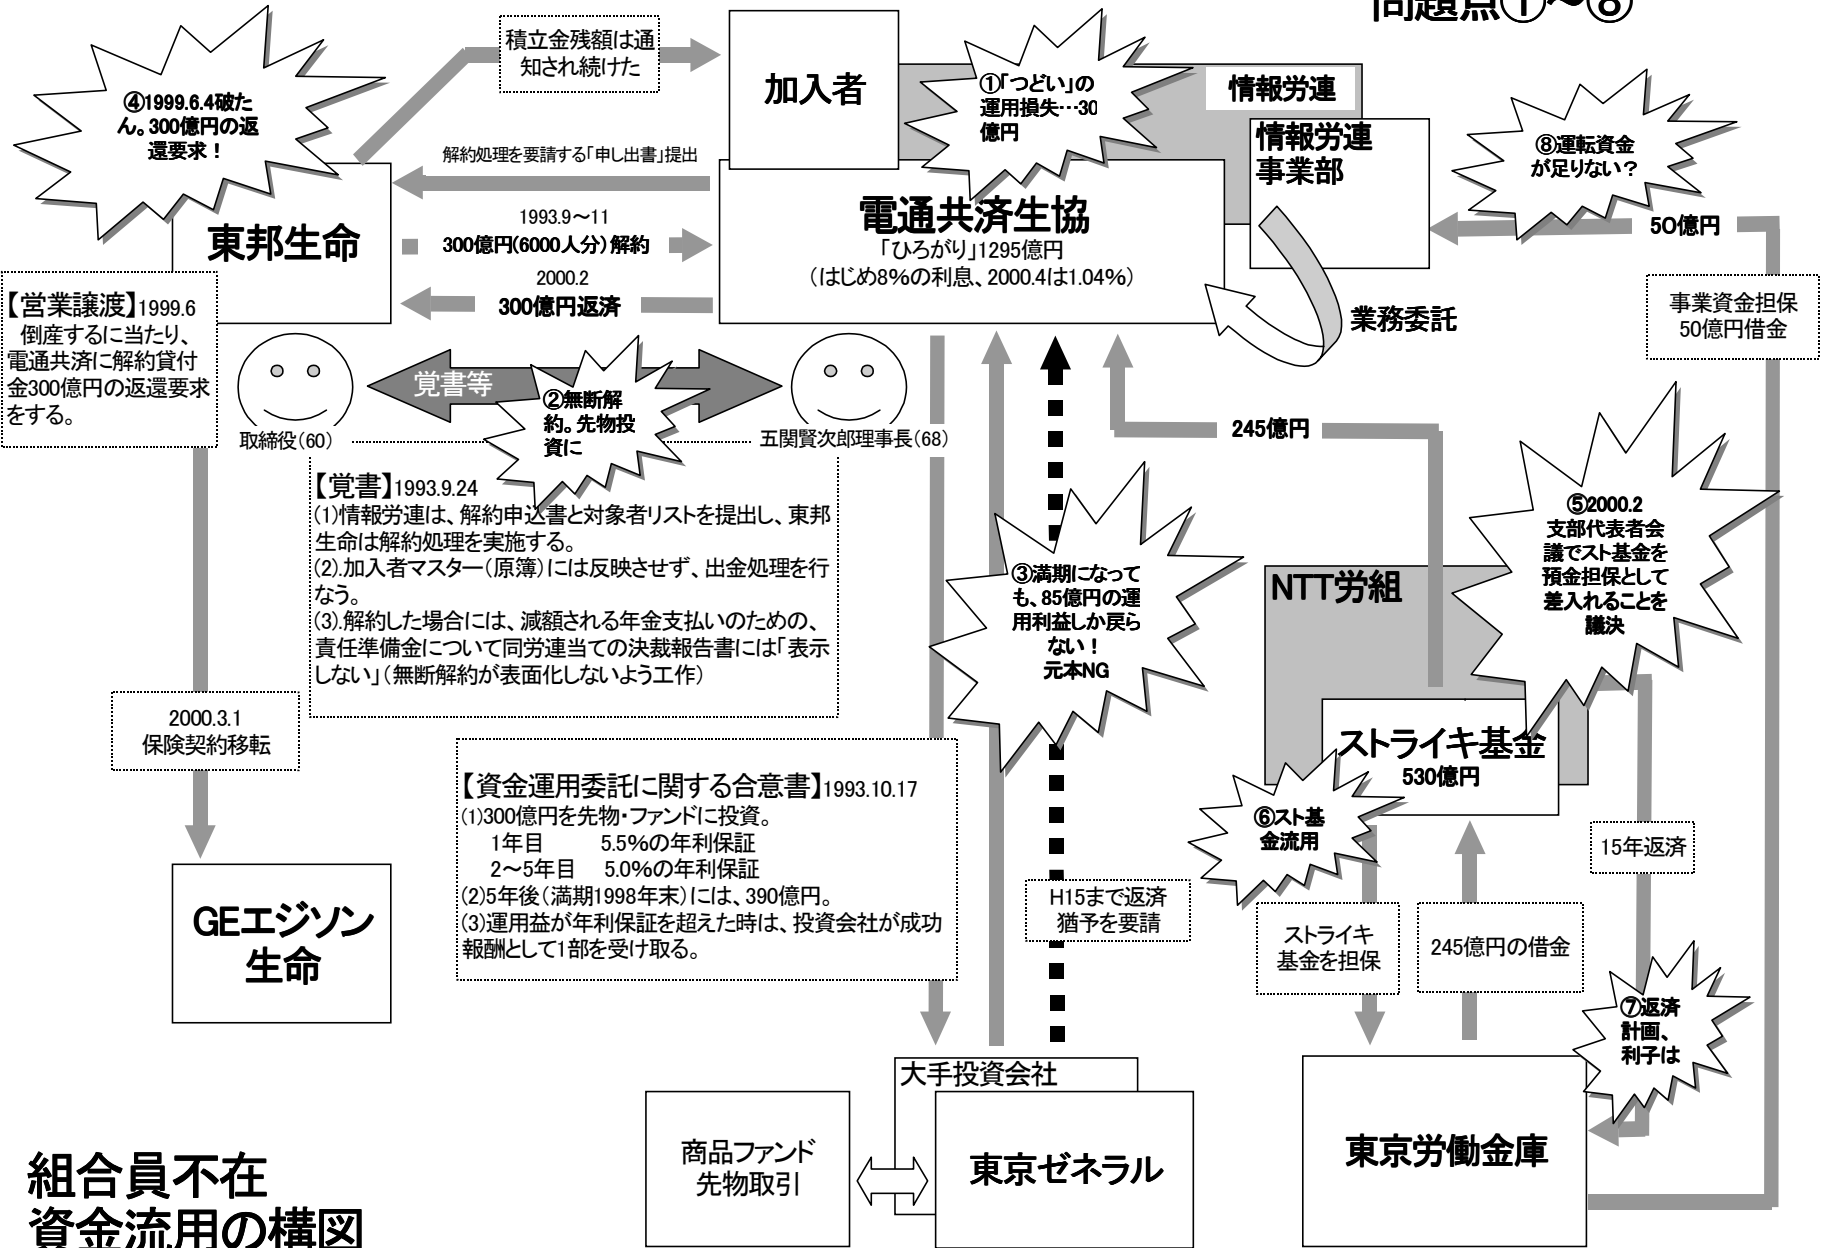 問題点①～⑧
積立金残額は通
知され続けた
加入者
①「つどい」の
運用損失…30
億円
情報労連
情報労連
事業部
⑧運転資金
が足りない？
④1999.6.4破た
ん。300億円の返
還要求！
解約処理を要請する「申し出書」提出
東邦生命
1993.9～11
300億円(6000人分)解約
2000.2
300億円返済
電通共済生協
「ひろがり」1295億円
（はじめ8%の利息、2000.4は1.04%）
50億円
業務委託
事業資金担保
50億円借金
【営業譲渡】1999.6
倒産するに当たり、
電通共済に解約貸付
金300億円の返還要求
をする。
覚書等
②無断解
約。先物投
資に
取締役（60）
五関賢次郎理事長（68）
245億円
【覚書】1993.9.24
(1)情報労連は、解約申込書と対象者リストを提出し、東邦
生命は解約処理を実施する。
(2).加入者マスター（原簿）には反映させず、出金処理を行
なう。
(3).解約した場合には、減額される年金支払いのための、
責任準備金について同労連当ての決裁報告書には「表示
しない」（無断解約が表面化しないよう工作）
③満期になって
も、85億円の運
用利益しか戻ら
ない！
元本NG
⑤2000.2
支部代表者会
議でスト基金を
預金担保として
差入れることを
議決
NTT労組
ストライキ基金
530億円
2000.3.1
保険契約移転
【資金運用委託に関する合意書】1993.10.17
(1)300億円を先物・ファンドに投資。
1年目 5.5%の年利保証
2～5年目 5.0%の年利保証
(2)5年後（満期1998年末）には、390億円。
(3)運用益が年利保証を超えた時は、投資会社が成功
報酬として1部を受け取る。
⑥スト基
金流用
15年返済
H15まで返済
猶予を要請
ストライキ
基金を担保
245億円の借金
GEエジソン
生命
⑦返済
計画、
利子は
大手投資会社
商品ファンド
先物取引
東京ゼネラル
東京労働金庫
組合員不在
資金流用の構図